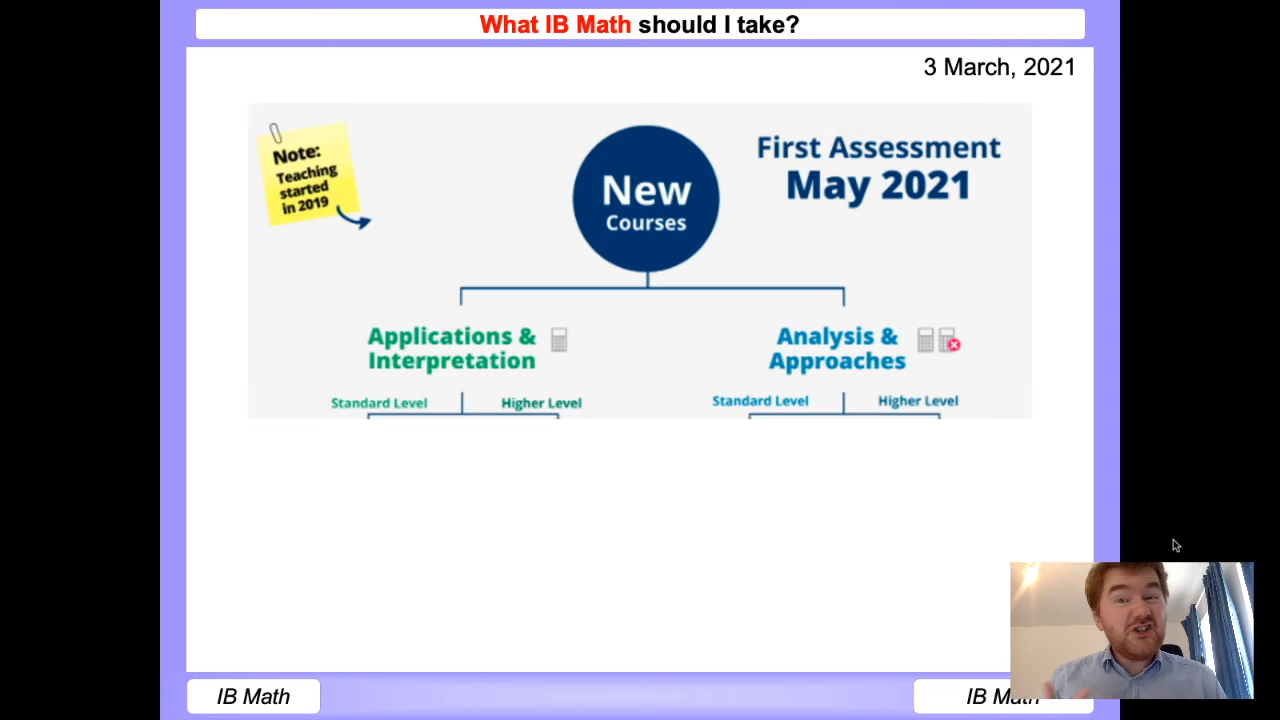 What IB Math should I take?
3 March, 2021
Note:
Teaching
started
in 2019
New
Courses
First Assessment
May 2021
Applications &
Interpretation
Analysis &
Approaches
Standard Level
Higher Level
Standard Level
Higher Level
IB Math
IB Math